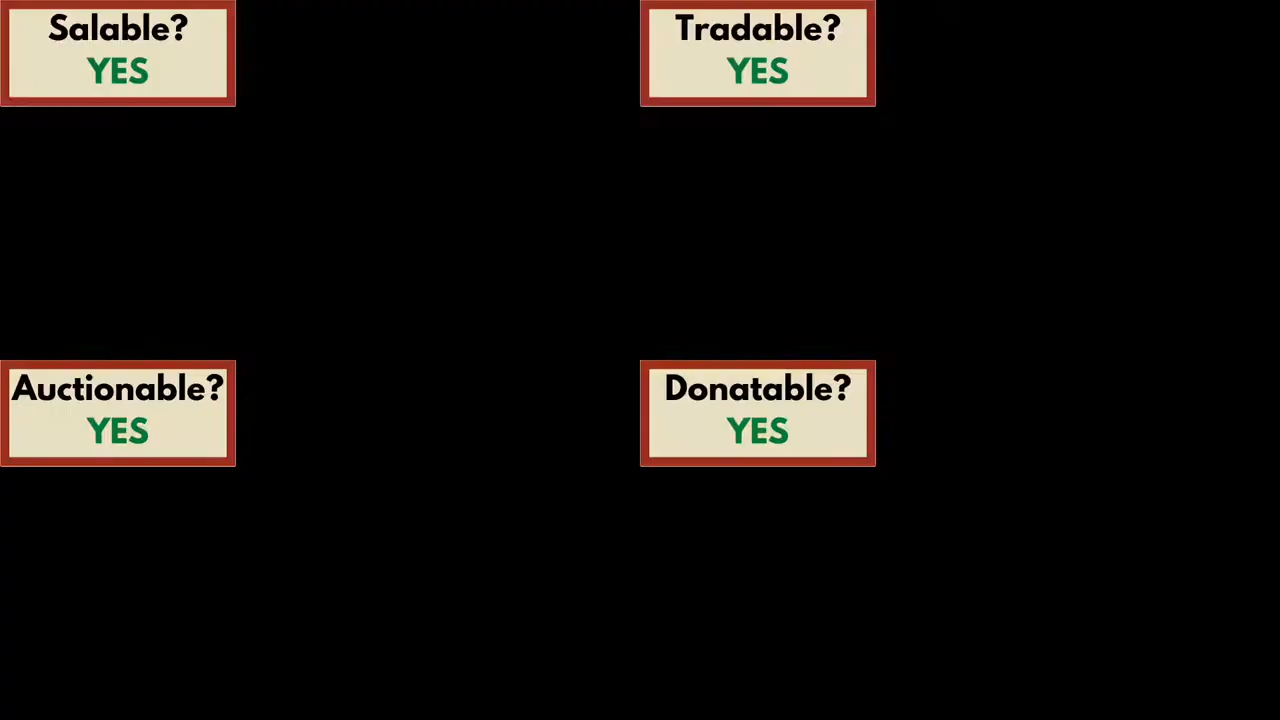 Salable?
YES
Tradable?
YES
Auctionable?
YES
Donatable?
YES